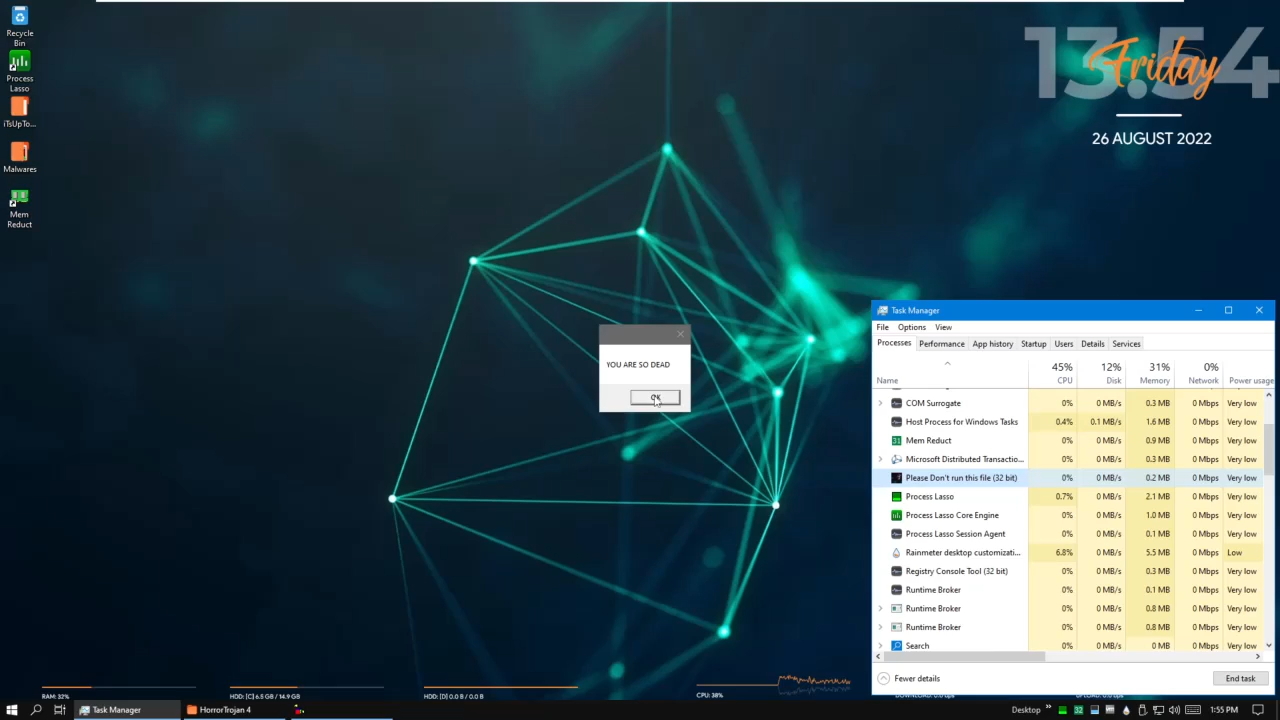 Recycle
Bin
Process
Lasso
iTsUpTo...
Malwares
Mem
Reduct
13.54
Friday
26 AUGUST 2022
YOU ARE SO DEAD
OK
Task Manager
File Options View
Processes Performance App history Startup Users Details Services
45% 12% 31% 0%
Name CPU Disk Memory Network Power usage
COM Surrogate 0% 0 MB/s 0.3 MB 0 Mbps Very low
Host Process for Windows Tasks 0.4% 0.1 MB/s 1.6 MB 0 Mbps Very low
Mem Reduct 0% 0 MB/s 0.9 MB 0 Mbps Very low
Microsoft Distributed Transactio... 0% 0 MB/s 0.3 MB 0 Mbps Very low
Please Don't run this file (32 bit) 0% 0 MB/s 0.2 MB 0 Mbps Very low
Process Lasso 0.7% 0 MB/s 2.1 MB 0 Mbps Very low
Process Lasso Core Engine 0% 0 MB/s 1.0 MB 0 Mbps Very low
Process Lasso Session Agent 0% 0 MB/s 0.1 MB 0 Mbps Very low
Rainmeter desktop customizati... 6.8% 0 MB/s 5.5 MB 0 Mbps Low
Registry Console Tool (32 bit) 0% 0 MB/s 0.3 MB 0 Mbps Very low
Runtime Broker 0% 0 MB/s 0.1 MB 0 Mbps Very low
Runtime Broker 0% 0 MB/s 0.8 MB 0 Mbps Very low
Runtime Broker 0% 0 MB/s 0.8 MB 0 Mbps Very low
Search 0% 0 MB/s 0 MB 0 Mbps Very low
Fewer details End task
RAM: 32% HDD: [C] 6.5 GB / 14.9 GB HDD: [D] 0.0 B / 0.0 B CPU: 38%
Task Manager HorrorTrojan 4 Desktop 32 1:55 PM